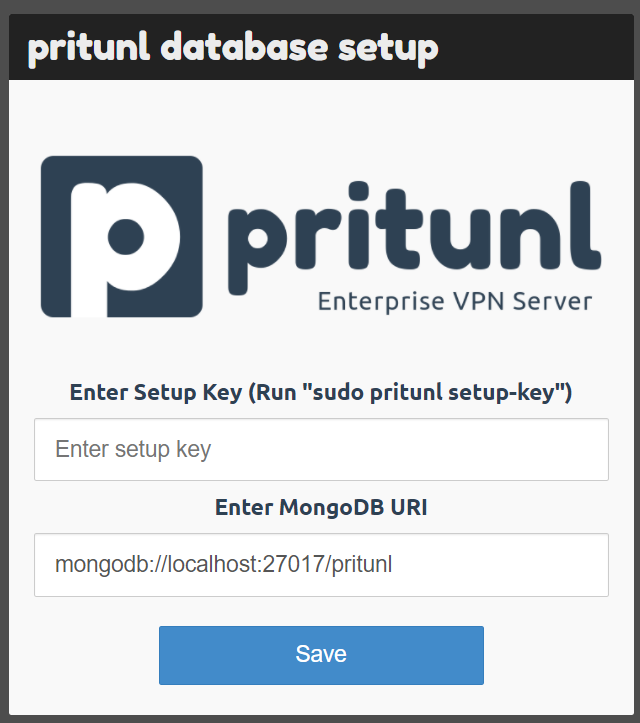 pritunl database setup
pritunl
Enterprise VPN Server
Enter Setup Key (Run "sudo pritunl setup-key")
Enter setup key
Enter MongoDB URI
mongodb://localhost:27017/pritunl
Save